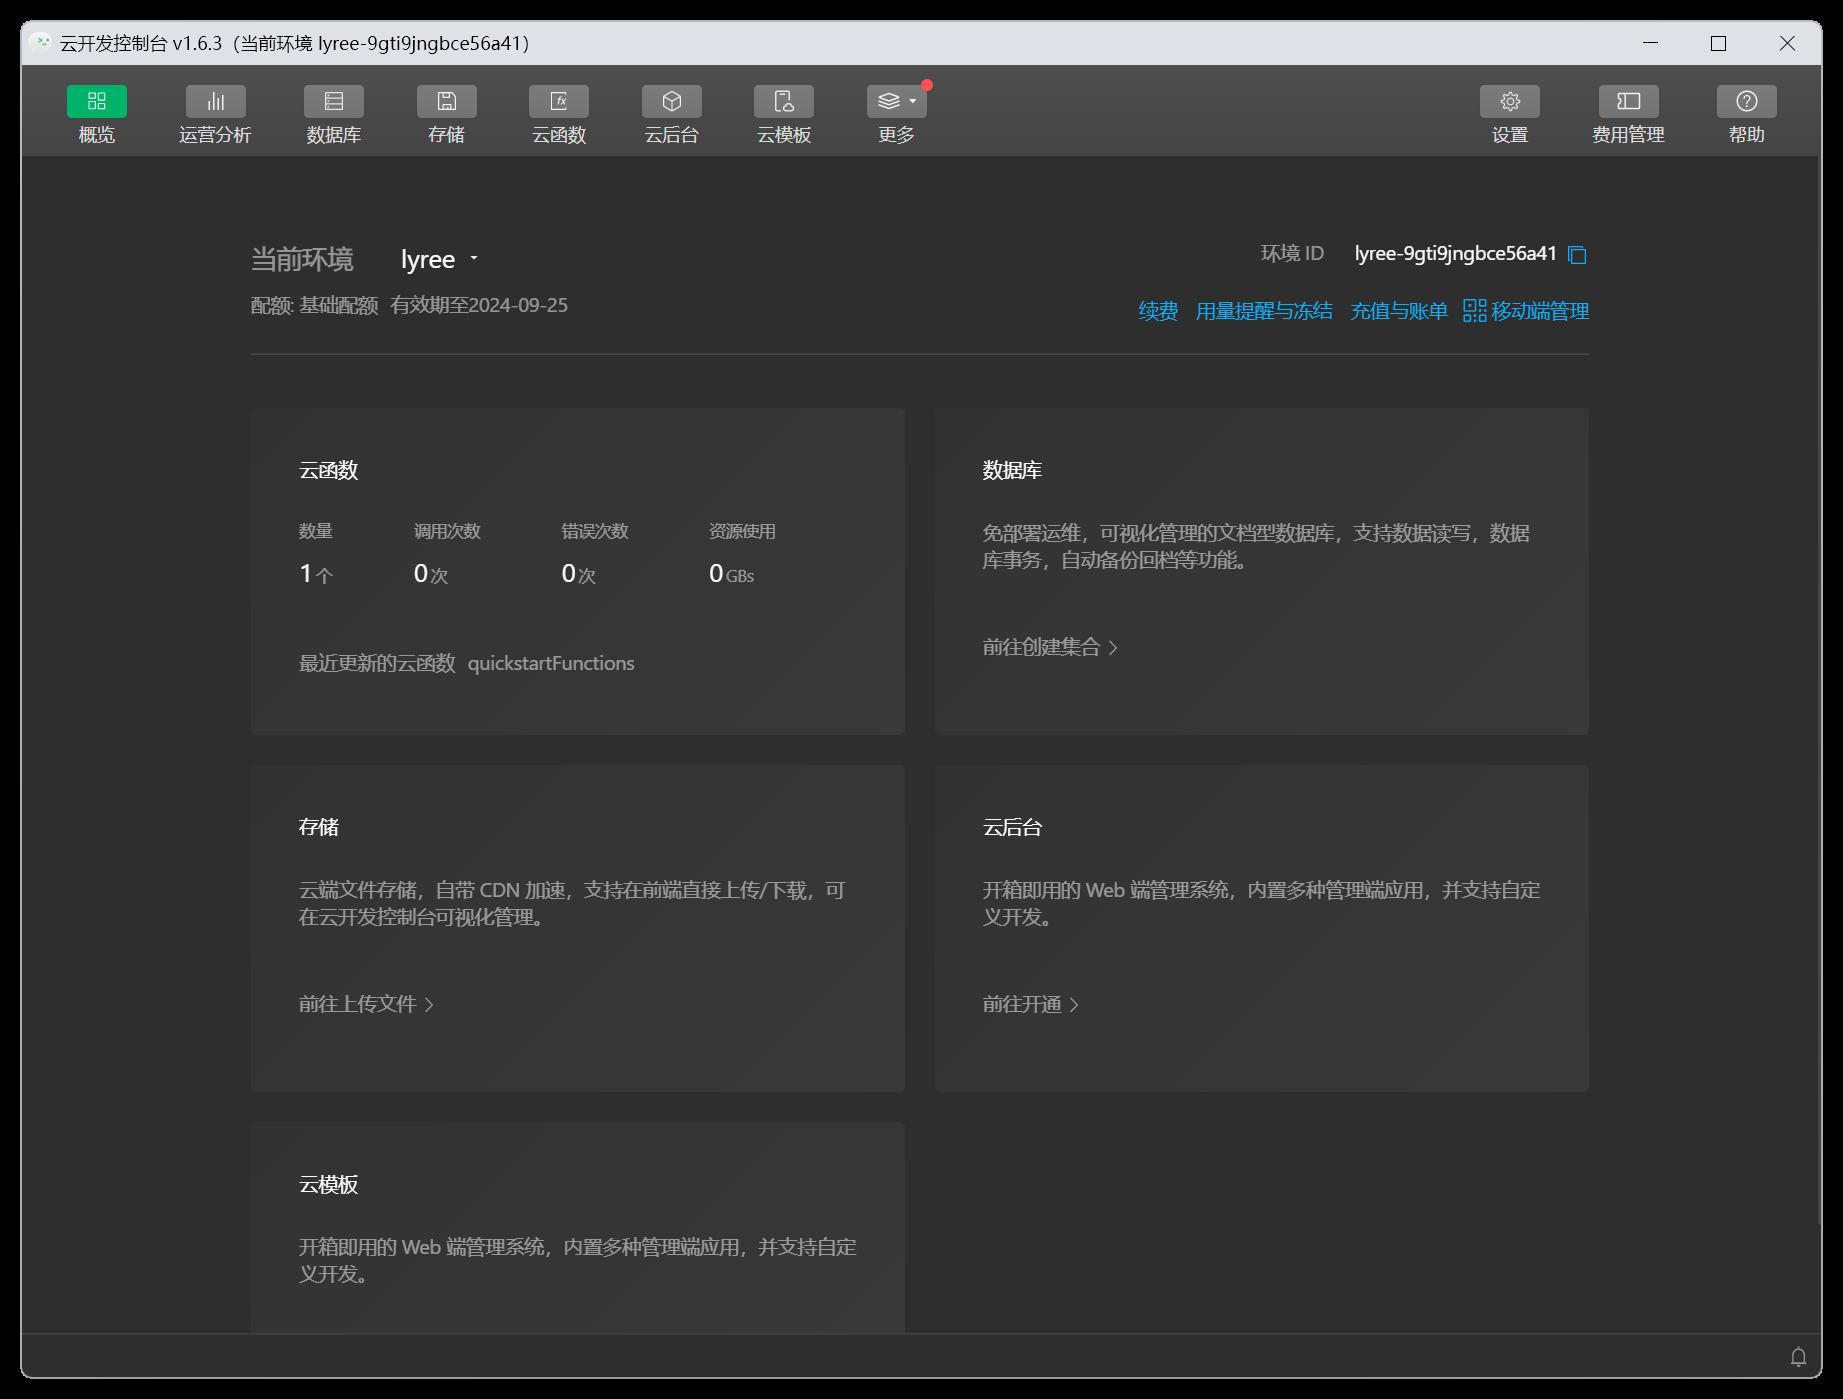 云开发控制台 v1.6.3（当前环境 lyree-9gti9jngbce56a41）
概览 运营分析 数据库 存储 云函数 云后台 云模板 更多 设置 费用管理 帮助
当前环境 lyree
环境 ID lyree-9gti9jngbce56a41
配额: 基础配额 有效期至2024-09-25
续费 用量提醒与冻结 充值与账单 移动端管理
云函数
数量 调用次数 错误次数 资源使用
1个 0次 0次 0GBs
最近更新的云函数 quickstartFunctions
数据库
免部署运维，可视化管理的文档型数据库，支持数据读写，数据
库事务，自动备份回档等功能。
前往创建集合
存储
云端文件存储，自带 CDN 加速，支持在前端直接上传/下载，可
在云开发控制台可视化管理。
前往上传文件
云后台
开箱即用的 Web 端管理系统，内置多种管理端应用，并支持自定
义开发。
前往开通
云模板
开箱即用的 Web 端管理系统，内置多种管理端应用，并支持自定
义开发。